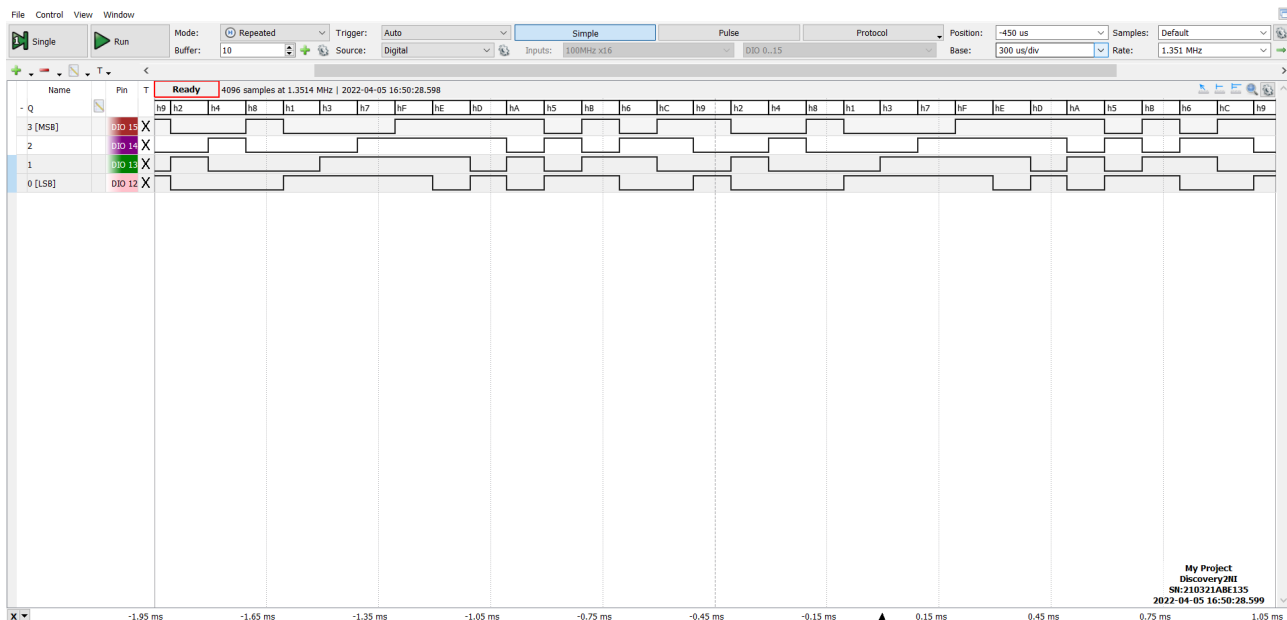 File Control View Window
Single Run Mode: Repeated Trigger: Auto Simple Pulse Protocol Position: -450 us Samples: Default
Buffer: 10 Source: Digital Inputs: 100MHz x16 DIO 0..15 Base: 300 us/div Rate: 1.351 MHz
T
Name Pin T Ready 4096 samples at 1.3514 MHz | 2022-04-05 16:50:28.598
- Q h9 h2 h4 h8 h1 h3 h7 hF hE hD hA h5 hB h6 hC h9 h2 h4 h8 h1 h3 h7 hF hE hD hA h5 hB h6 hC h9
3 [MSB] DIO 15 X
2 DIO 14 X
1 DIO 13 X
0 [LSB] DIO 12 X
My Project
Discovery2NI
SN:210321ABE135
2022-04-05 16:50:28.599
X -1.95 ms -1.65 ms -1.35 ms -1.05 ms -0.75 ms -0.45 ms -0.15 ms 0.15 ms 0.45 ms 0.75 ms 1.05 ms